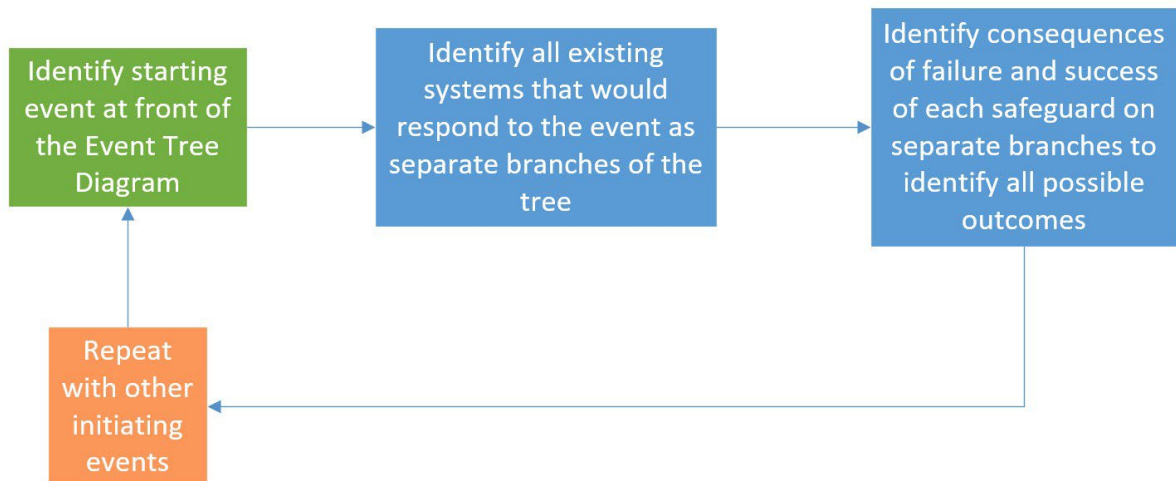 Identify starting
event at front of
the Event Tree
Diagram
Identify all existing
systems that would
respond to the event as
separate branches of the
tree
Identify consequences
of failure and success
of each safeguard on
separate branches to
identify all possible
outcomes
Repeat
with other
initiating
events